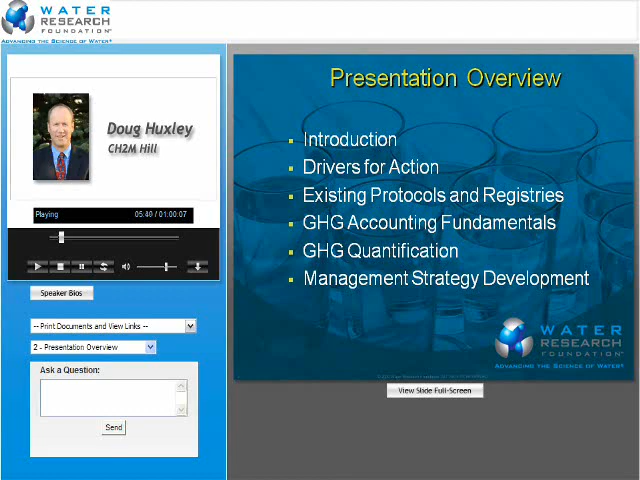 WATER
RESEARCH
FOUNDATION
ADVANCING THE SCIENCE OF WATER
Doug Huxley
CH2M Hill
Playing 05:40 / 01:00:07
Speaker Bios
-- Print Documents and View Links --
2 - Presentation Overview
Ask a Question:
Send
Presentation Overview
Introduction
Drivers for Action
Existing Protocols and Registries
GHG Accounting Fundamentals
GHG Quantification
Management Strategy Development
WATER
RESEARCH
FOUNDATION
ADVANCING THE SCIENCE OF WATER
View Slide Full-Screen